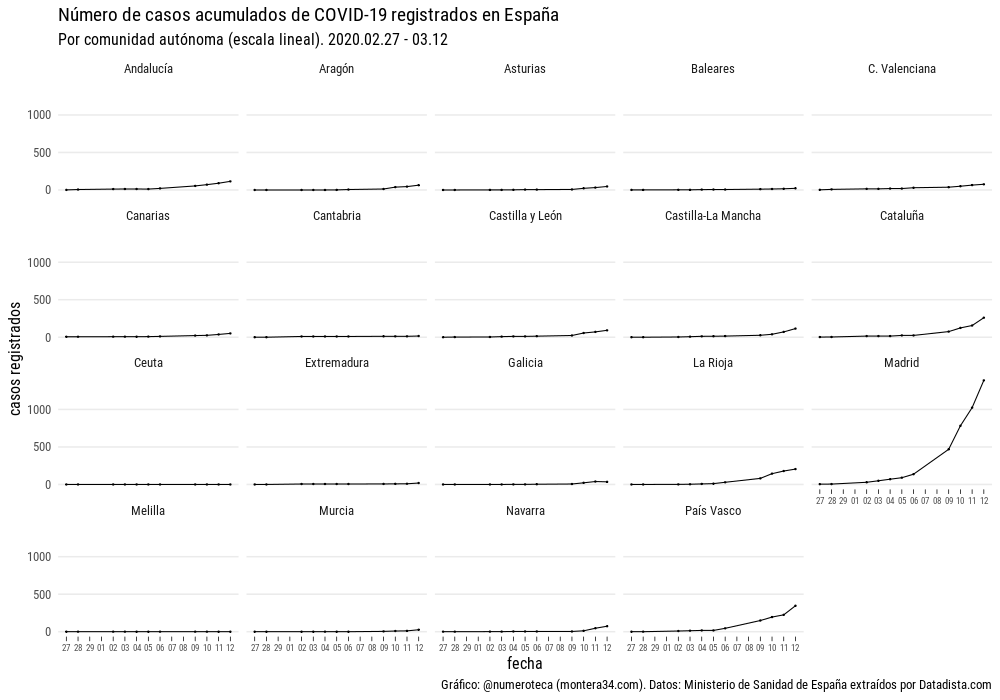 Número de casos acumulados de COVID-19 registrados en España
Por comunidad autónoma (escala lineal). 2020.02.27 - 03.12
Andalucía Aragón Asturias Baleares C. Valenciana
1000
500
0
Canarias Cantabria Castilla y León Castilla-La Mancha Cataluña
1000
500
0
casos registrados
Ceuta Extremadura Galicia La Rioja Madrid
1000
500
0
27 28 29 01 02 03 04 05 06 07 08 09 10 11 12
Melilla Murcia Navarra País Vasco
1000
500
0
27 28 29 01 02 03 04 05 06 07 08 09 10 11 12 27 28 29 01 02 03 04 05 06 07 08 09 10 11 12 27 28 29 01 02 03 04 05 06 07 08 09 10 11 12 27 28 29 01 02 03 04 05 06 07 08 09 10 11 12
fecha
Gráfico: @numeroteca (montera34.com). Datos: Ministerio de Sanidad de España extraídos por Datadista.com